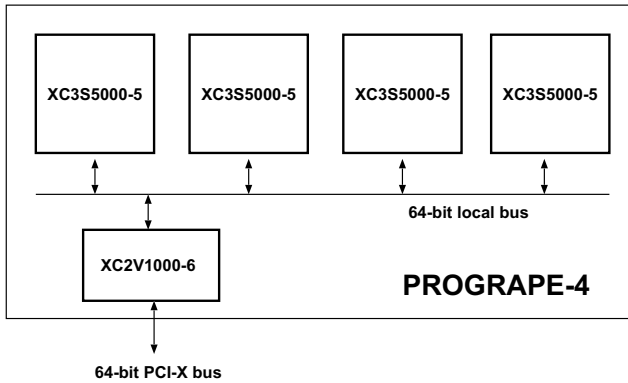 XC3S5000-5 XC3S5000-5 XC3S5000-5 XC3S5000-5
64-bit local bus
XC2V1000-6
PROGRAPE-4
64-bit PCI-X bus